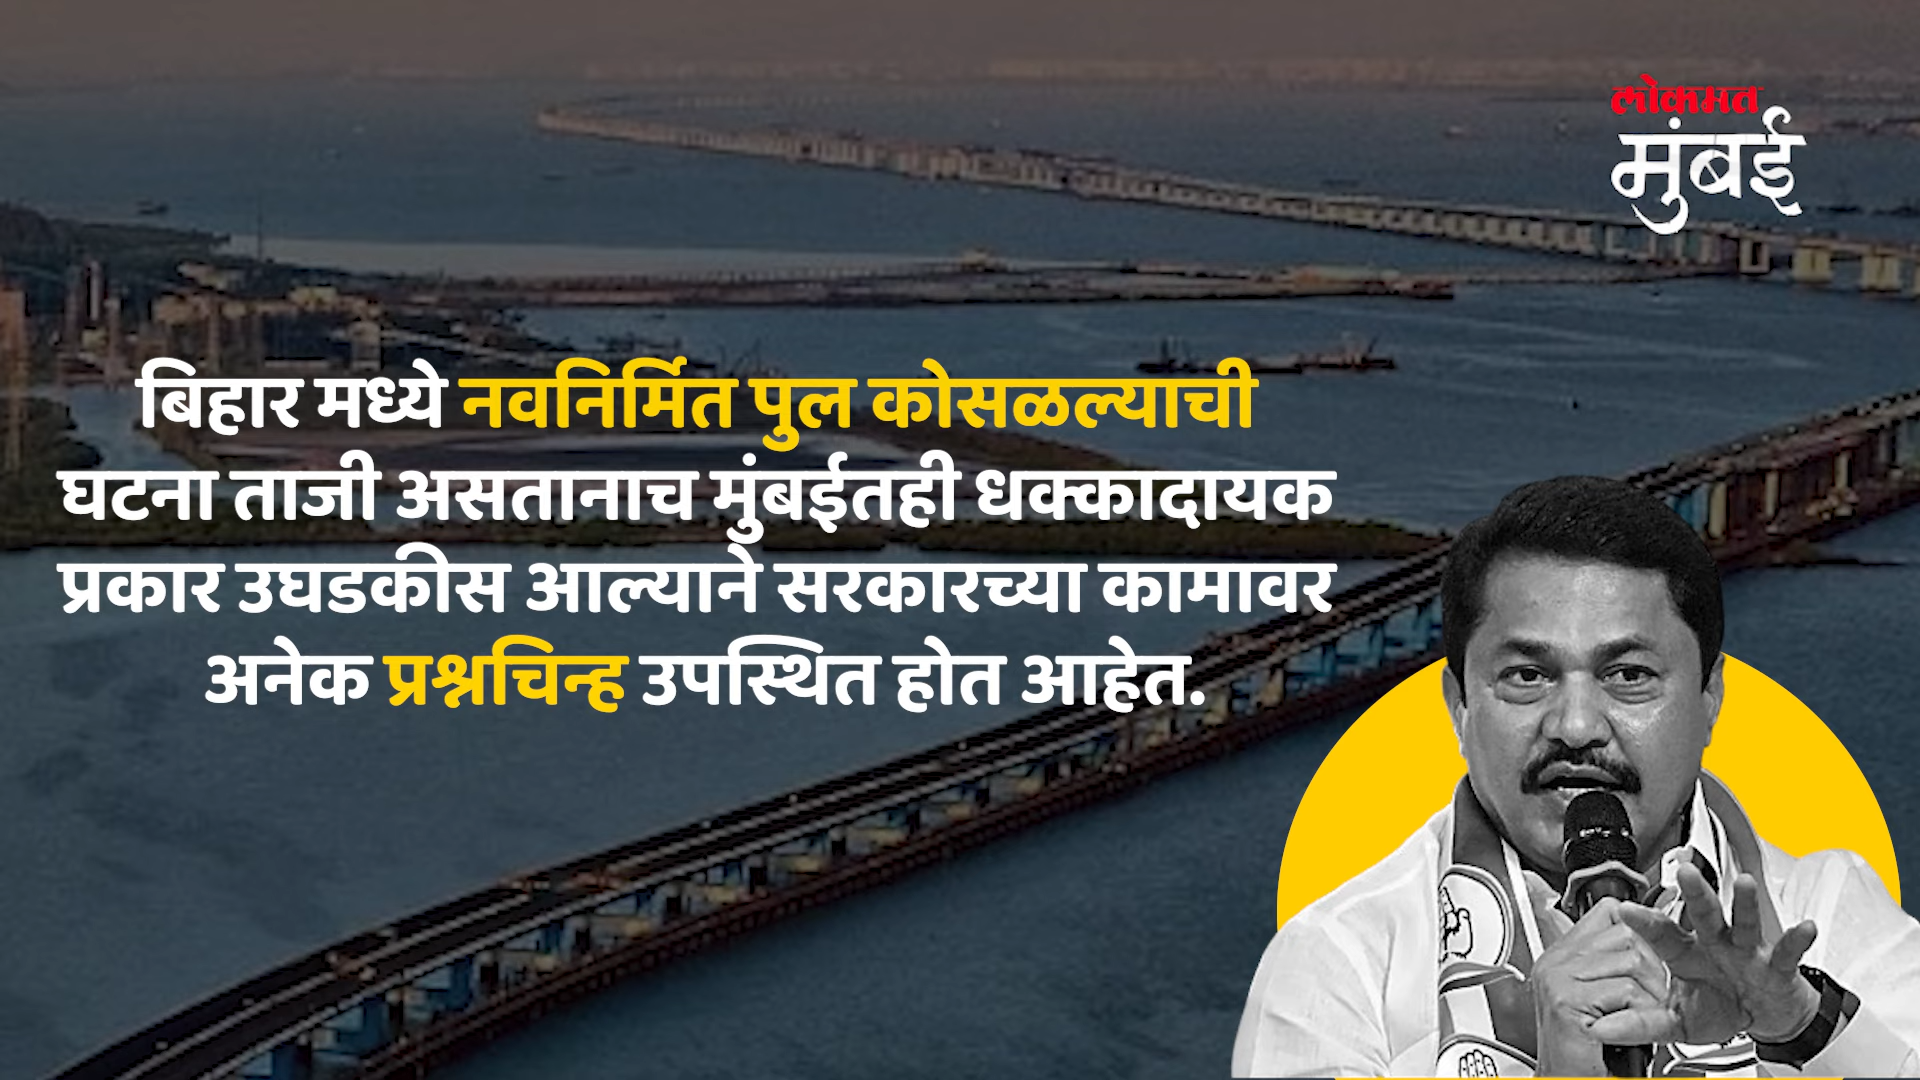 लोकमत
मुंबई
बिहार मध्ये नवनिर्मित पुल कोसळल्याची
घटना ताजी असतानाच मुंबईतही धक्कादायक
प्रकार उघडकीस आल्याने सरकारच्या कामावर
अनेक प्रश्नचिन्ह उपस्थित होत आहेत.